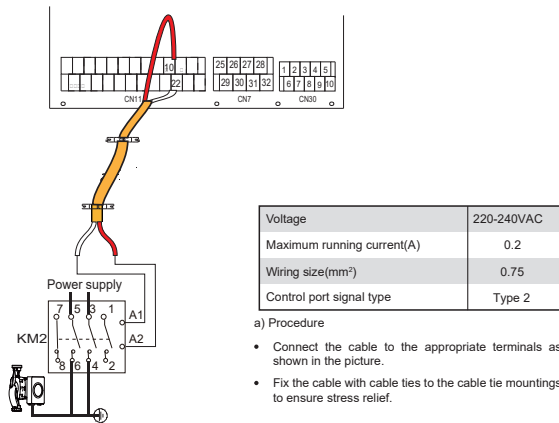 10
22
25 26 27 28
29 30 31 32
1 2 3 4 5
6 7 8 9 10
CN11
CN7
CN30
Power supply
7 5 3 1
A1
KM2
A2
8 6 4 2
Voltage 220-240VAC
Maximum running current(A) 0.2
Wiring size(mm²) 0.75
Control port signal type Type 2
a) Procedure
• Connect the cable to the appropriate terminals as
shown in the picture.
• Fix the cable with cable ties to the cable tie mountings
to ensure stress relief.